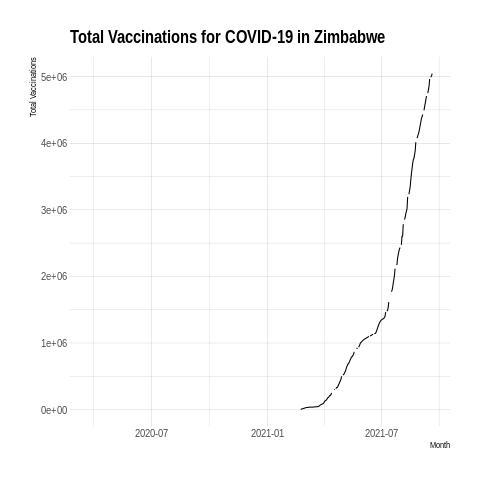 Total Vaccinations for COVID-19 in Zimbabwe
Total Vaccinations
5e+06
4e+06
3e+06
2e+06
1e+06
0e+00
2020-07
2021-01
2021-07
Month